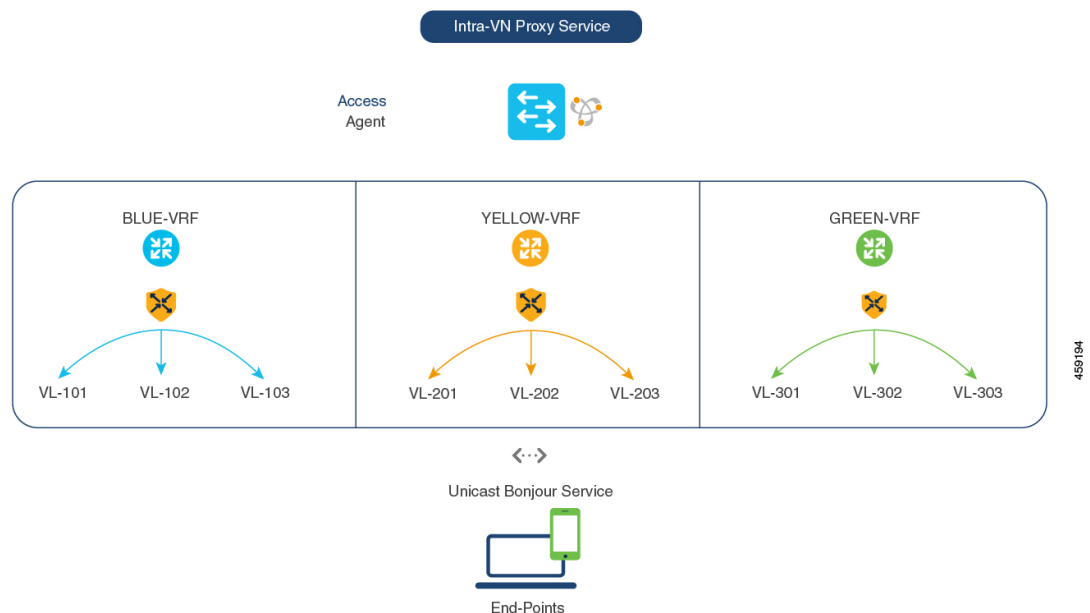 Intra-VN Proxy Service
Access
Agent
BLUE-VRF
YELLOW-VRF
GREEN-VRF
VL-101
VL-102
VL-103
VL-201
VL-202
VL-203
VL-301
VL-302
VL-303
459194
Unicast Bonjour Service
End-Points